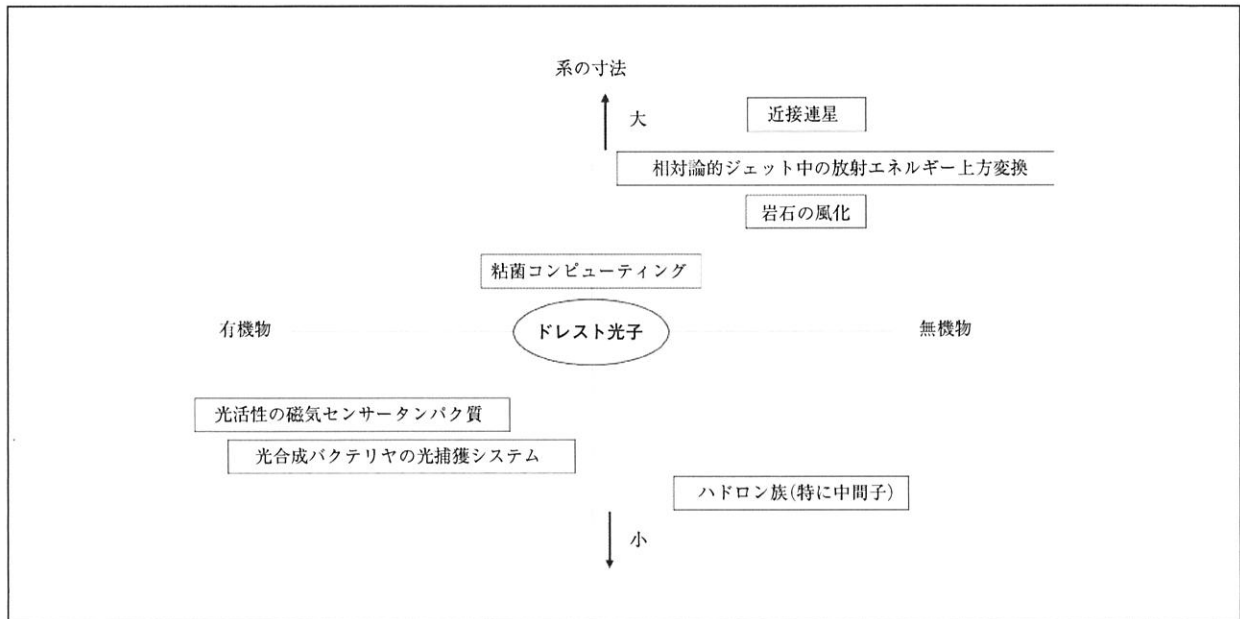 系の寸法
大
近接連星
相対論的ジェット中の放射エネルギー上方変換
岩石の風化
粘菌コンピューティング
有機物
ドレスト光子
無機物
光活性の磁気センサータンパク質
光合成バクテリヤの光捕獲システム
ハドロン族(特に中間子)
小